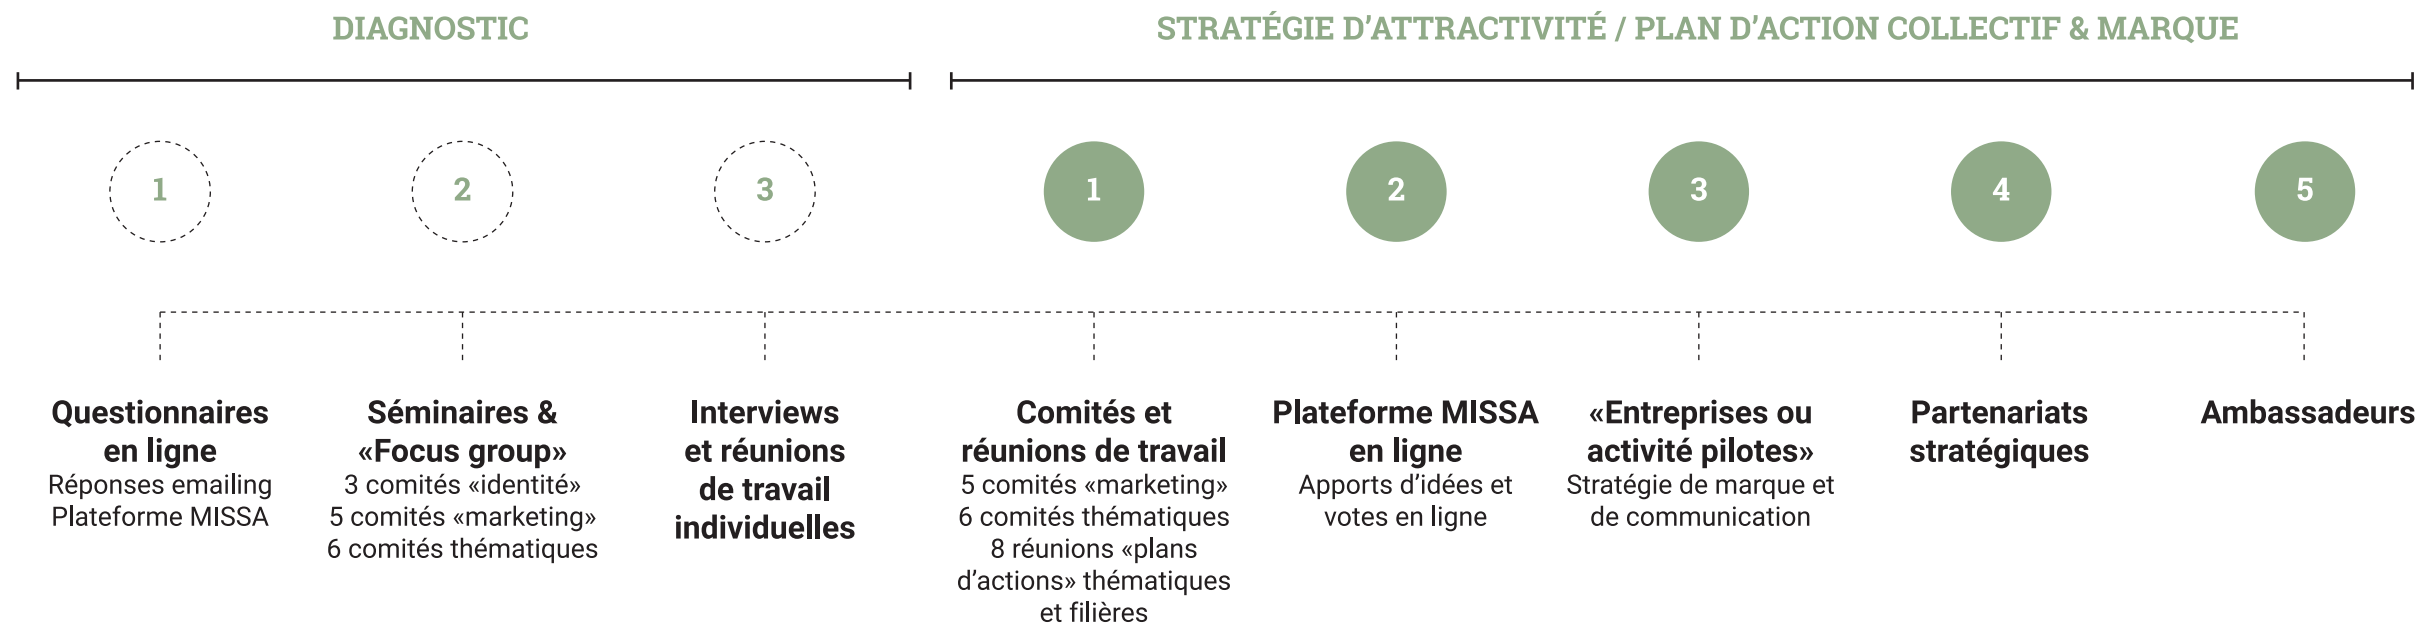 DIAGNOSTIC
STRATÉGIE D’ATTRACTIVITÉ / PLAN D’ACTION COLLECTIF & MARQUE
1
2
3
1
2
3
4
5
Questionnaires
en ligne
Réponses emailing
Plateforme MISSA
Séminaires &
«Focus group»
3 comités «identité»
5 comités «marketing»
6 comités thématiques
Interviews
et réunions
de travail
individuelles
Comités et
réunions de travail
5 comités «marketing»
6 comités thématiques
8 réunions «plans
d’actions» thématiques
et filières
Plateforme MISSA
en ligne
Apports d’idées et
votes en ligne
«Entreprises ou
activité pilotes»
Stratégie de marque et
de communication
Partenariats
stratégiques
Ambassadeurs